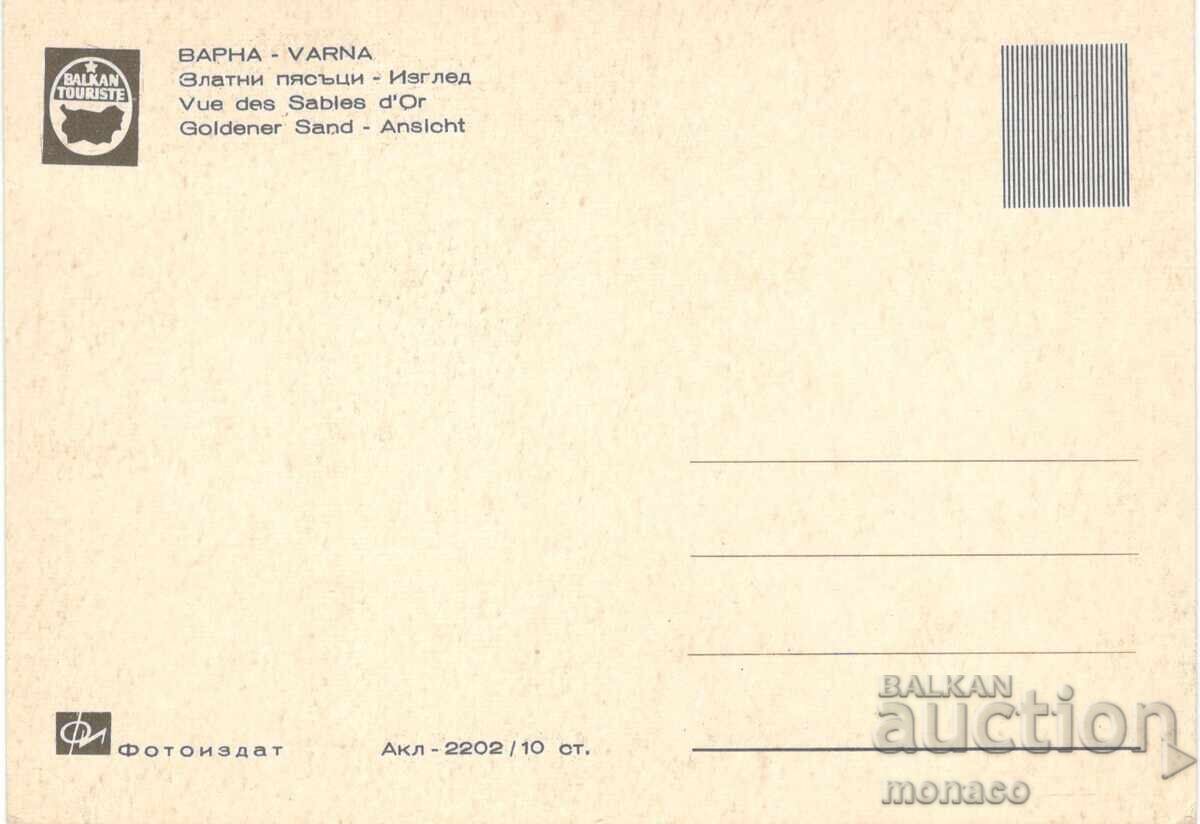 BALKAN
TOURISTE
ВАРНА - VARNA
Златни пясъци - Изглед
Vue des Sables d'Or
Goldener Sand - Ansicht
ФИ
Фотоиздат
Акл - 2202/10 ст.
BALKAN
auction
monaco